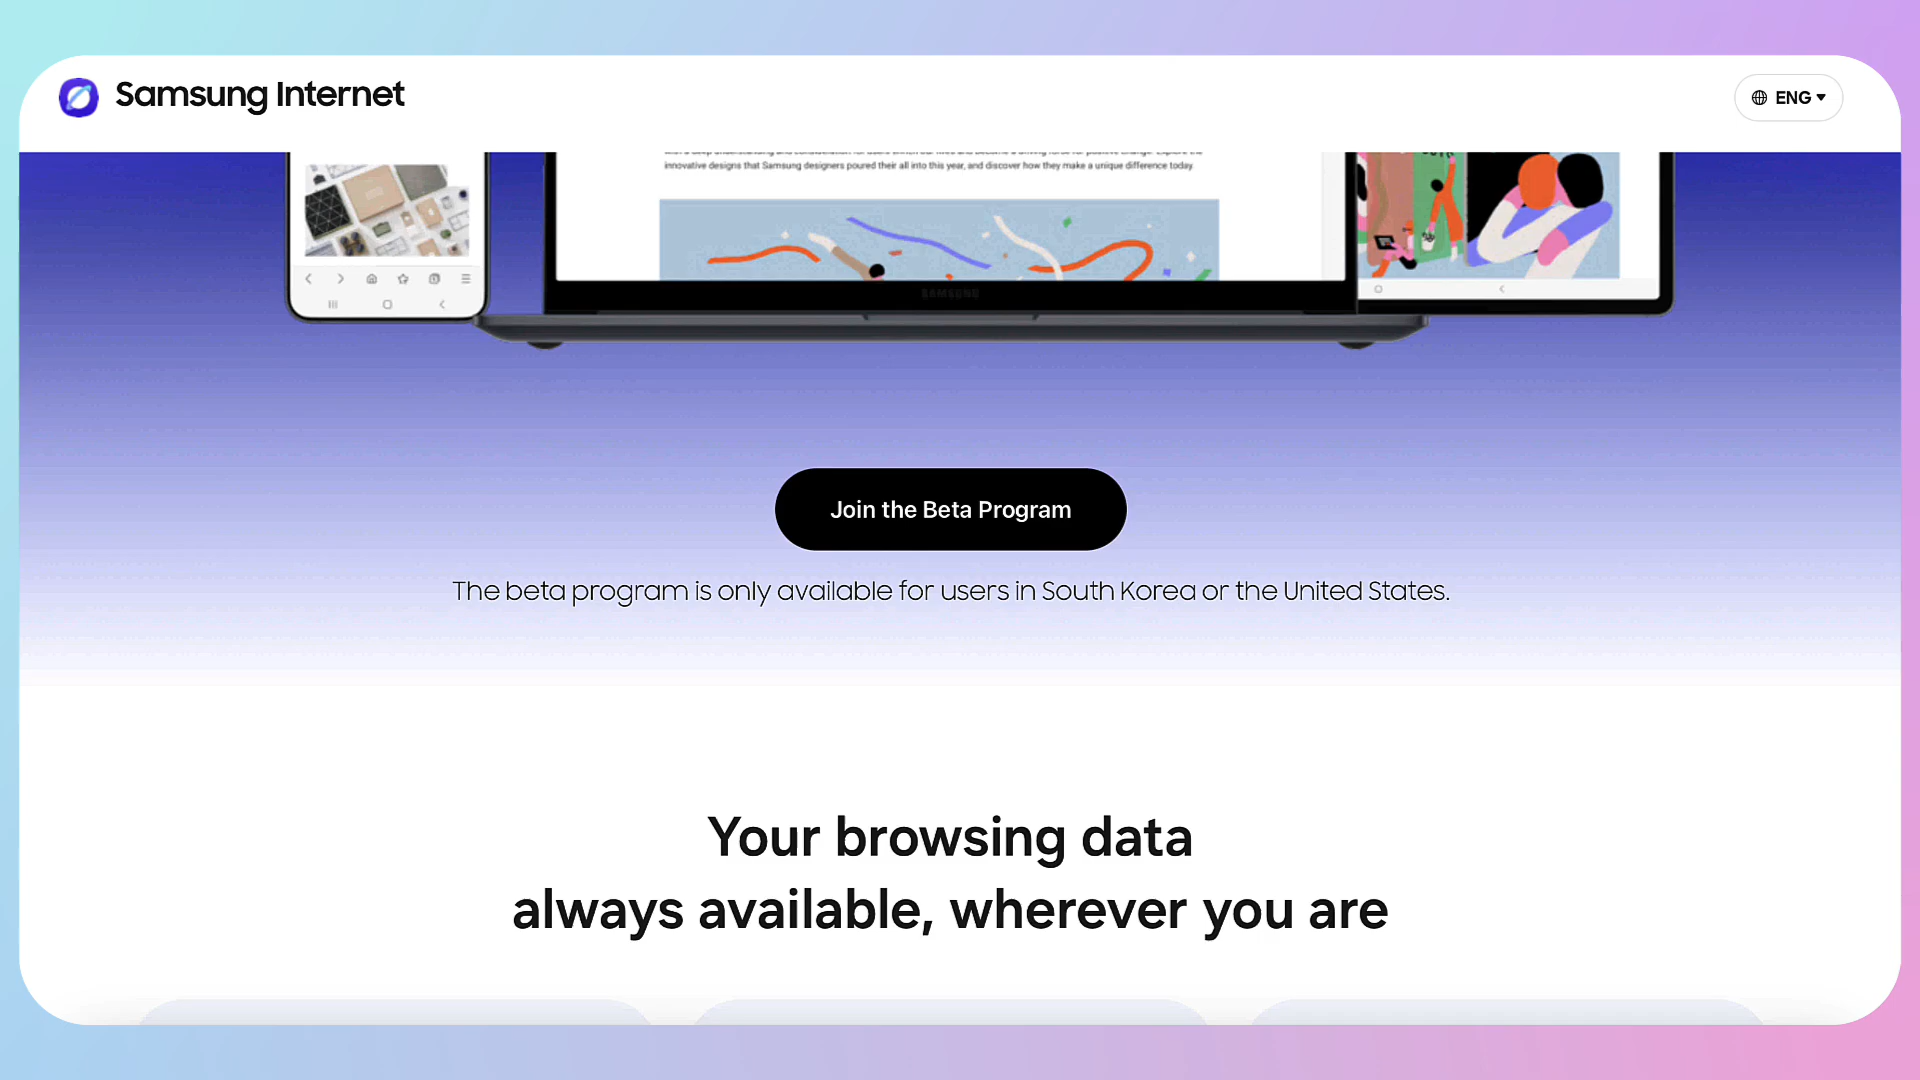 Samsung Internet
ENG
innovative designs that Samsung designers poured their all into this year, and discover how they make a unique difference today.
SAMSUNG
Join the Beta Program
The beta program is only available for users in South Korea or the United States.
Your browsing data
always available, wherever you are